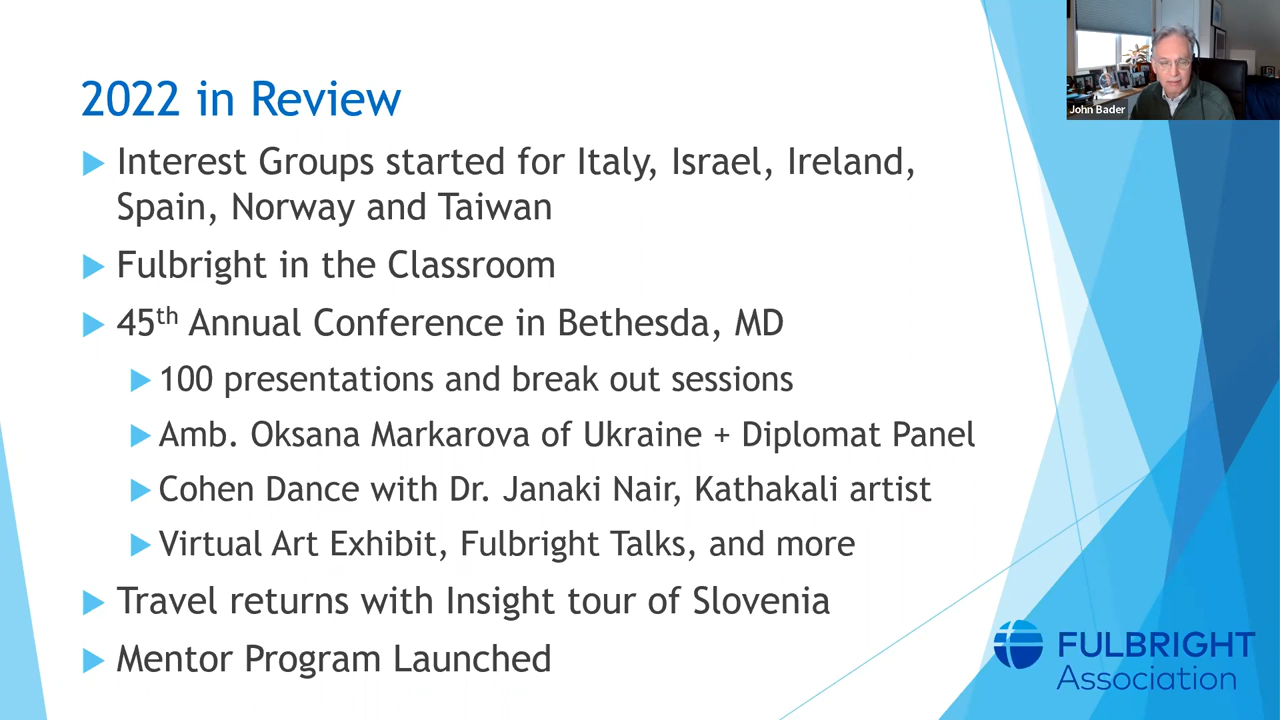 2022 in Review
Interest Groups started for Italy, Israel, Ireland,
Spain, Norway and Taiwan
Fulbright in the Classroom
45th Annual Conference in Bethesda, MD
100 presentations and break out sessions
Amb. Oksana Markarova of Ukraine + Diplomat Panel
Cohen Dance with Dr. Janaki Nair, Kathakali artist
Virtual Art Exhibit, Fulbright Talks, and more
Travel returns with Insight tour of Slovenia
Mentor Program Launched
John Bader
FULBRIGHT
Association